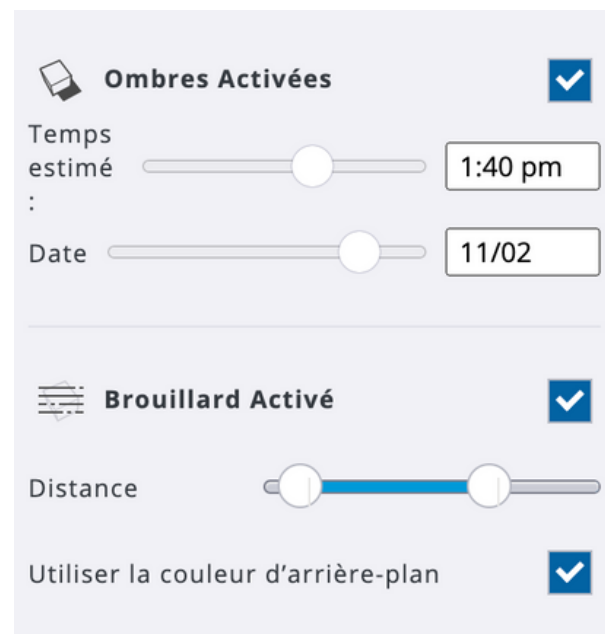 Ombres Activées
Temps
estimé
:
1:40 pm
Date
11/02
Brouillard Activé
Distance
Utiliser la couleur d’arrière-plan